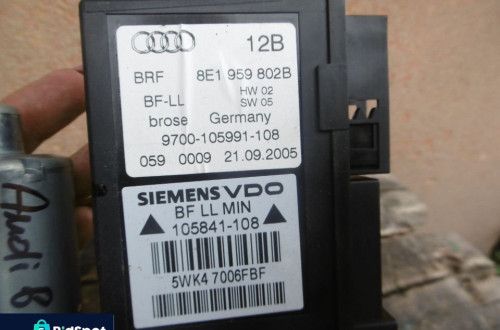 12B
BRF 8E1 959 802B
BF-LL HW 02
SW 05
brose Germany
9700-105991-108
059 0009 21.09.2005
SIEMENS VDO
BF LL MIN
105841-108
5WK4 7006FBF
Audi 8
BidSpot